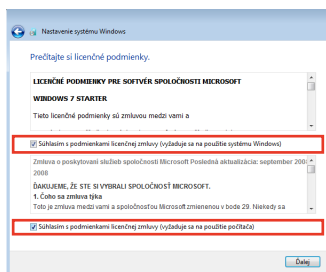 Nastavenie systému Windows
Prečítajte si licenčné podmienky.
LICENČNÉ PODMIENKY PRE SOFTVÉR SPOLOČNOSTI MICROSOFT
WINDOWS 7 STARTER
Tieto licenčné podmienky sú zmluvou medzi vami a
Súhlasím s podmienkami licenčnej zmluvy (vyžaduje sa na použitie systému Windows)
Zmluva o poskytovaní služieb spoločnosti Microsoft Posledná aktualizácia: september 2008
2008
ĎAKUJEME, ŽE STE SI VYBRALI SPOLOČNOSŤ MICROSOFT.
1. Čoho sa zmluva týka
Toto je zmluva medzi vami a spoločnosťou Microsoft zmienenou v bode 29. Niekedy sa
Súhlasím s podmienkami licenčnej zmluvy (vyžaduje sa na použitie počítača)
Ďalej